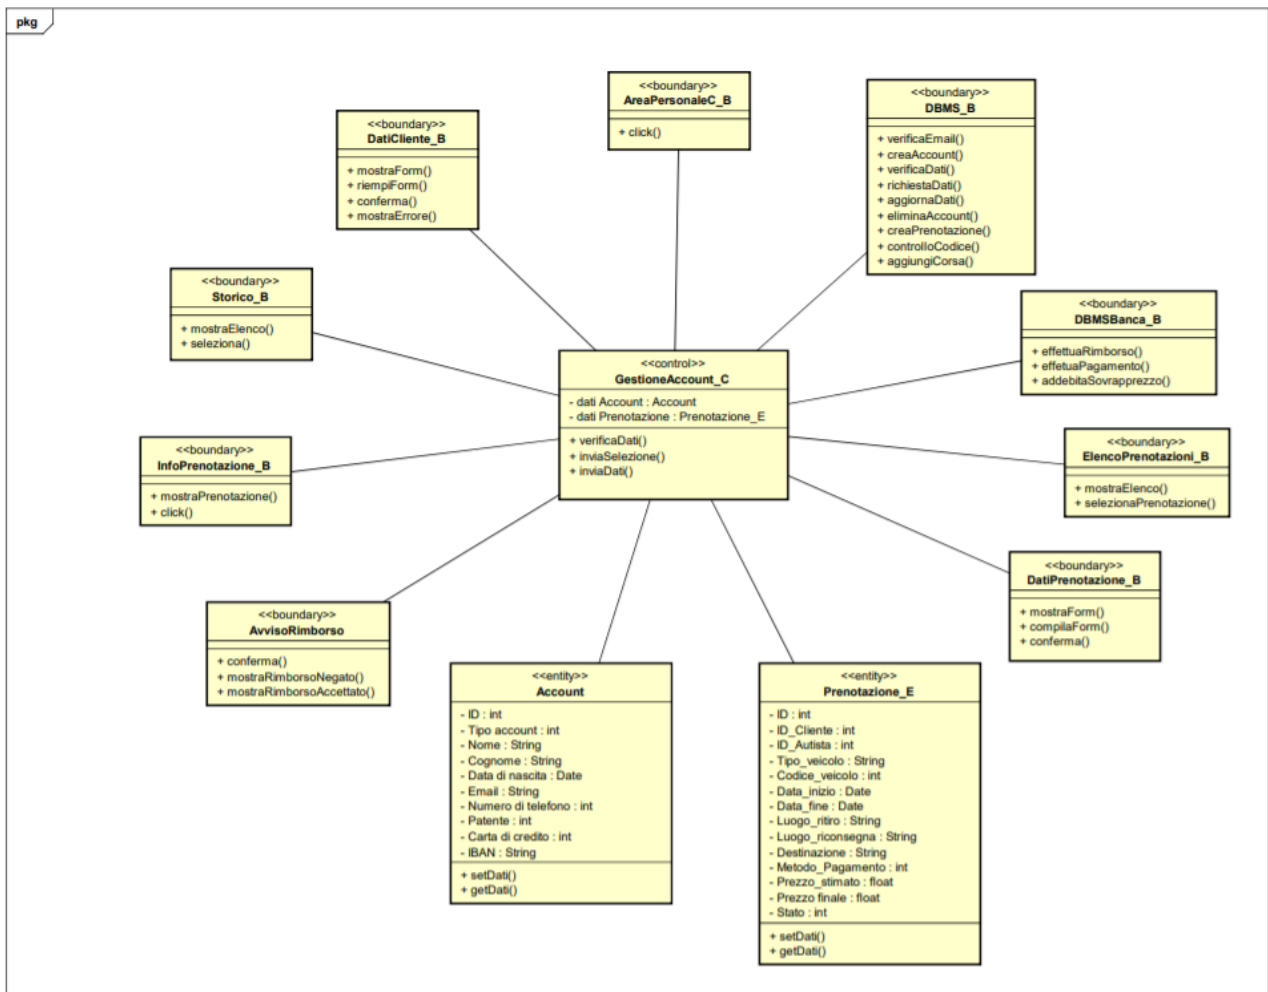 pkg
<<boundary>>
AreaPersonaleC_B
+ click()
<<boundary>>
DBMS_B
+ verificaEmail()
+ creaAccount()
+ verificaDati()
+ richiestaDati()
+ aggiornaDati()
+ eliminaAccount()
+ creaPrenotazione()
+ controlloCodice()
+ aggiungiCorsa()
<<boundary>>
DatiCliente_B
+ mostraForm()
+ riempiForm()
+ conferma()
+ mostraErrore()
<<boundary>>
Storico_B
+ mostraElenco()
+ seleziona()
<<boundary>>
DBMSBanca_B
+ effettuaRimborso()
+ effetuaPagamento()
+ addebitaSovrapprezzo()
<<control>>
GestioneAccount_C
- dati Account : Account
- dati Prenotazione : Prenotazione_E
+ verificaDati()
+ inviaSelezione()
+ inviaDati()
<<boundary>>
InfoPrenotazione_B
+ mostraPrenotazione()
+ click()
<<boundary>>
ElencoPrenotazioni_B
+ mostraElenco()
+ selezionaPrenotazione()
<<boundary>>
DatiPrenotazione_B
+ mostraForm()
+ compilaForm()
+ conferma()
<<boundary>>
AvvisoRimborso
+ conferma()
+ mostraRimborsoNegato()
+ mostraRimborsoAccettato()
<<entity>>
Account
- ID : int
- Tipo account : int
- Nome : String
- Cognome : String
- Data di nascita : Date
- Email : String
- Numero di telefono : int
- Patente : int
- Carta di credito : int
- IBAN : String
+ setDati()
+ getDati()
<<entity>>
Prenotazione_E
- ID : int
- ID_Cliente : int
- ID_Autista : int
- Tipo_veicolo : String
- Codice_veicolo : int
- Data_inizio : Date
- Data_fine : Date
- Luogo_ritiro : String
- Luogo_riconsegna : String
- Destinazione : String
- Metodo_Pagamento : int
- Prezzo_stimato : float
- Prezzo finale : float
- Stato : int
+ setDati()
+ getDati()